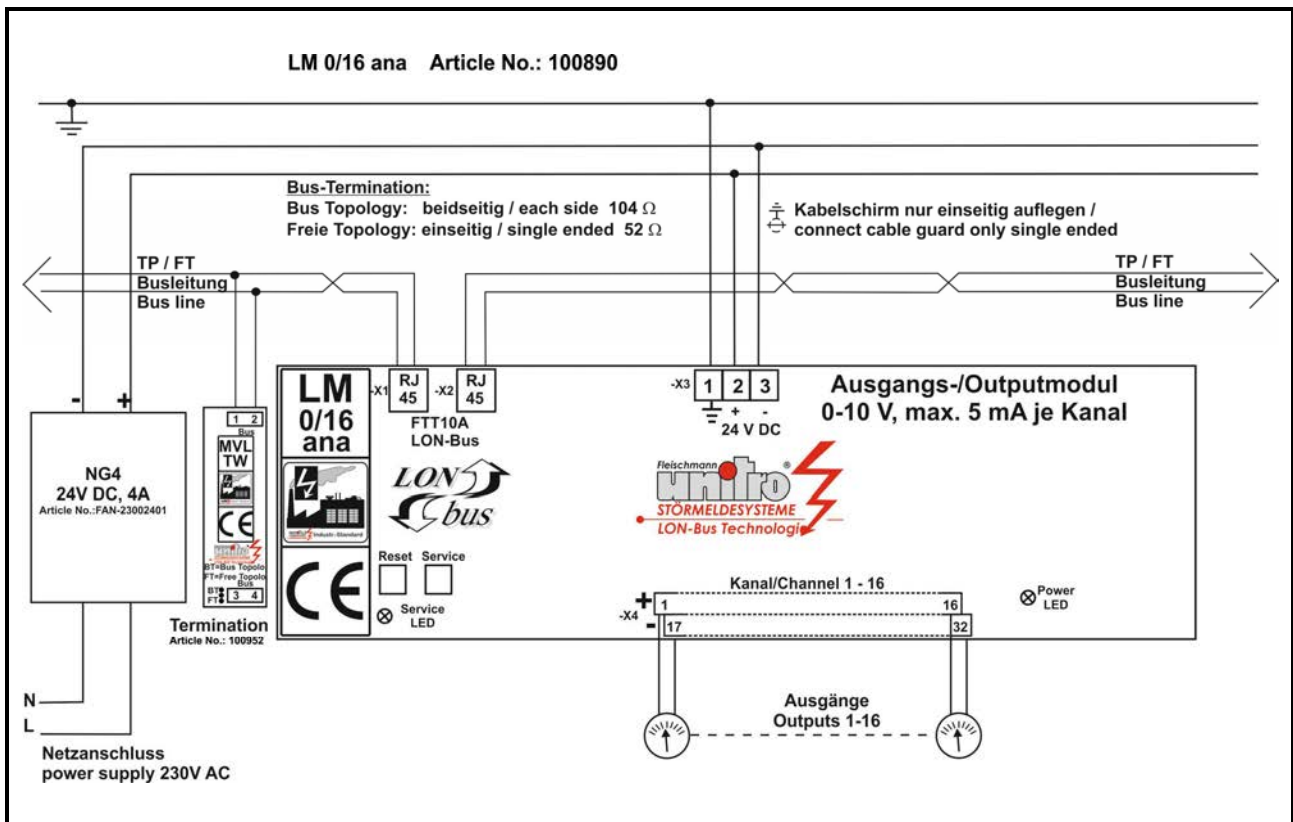 LM 0/16 ana Article No.: 100890
Bus-Termination:
Bus Topology: beidseitig / each side 104 Ω
Freie Topology: einseitig / single ended 52 Ω
Kabelschirm nur einseitig auflegen /
connect cable guard only single ended
TP / FT
Busleitung
Bus line
TP / FT
Busleitung
Bus line
- +
NG4
24V DC, 4A
Article No.:FAN-23002401
1 2
Bus
MVL
TW
CE
BT=Bus Topolo
FT=Free Topolo
Bus
BT
FT
3 4
Termination
Article No.: 100952
LM
0/16
ana
Industr.-Standard
CE
-X1 RJ 45
-X2 RJ 45
FTT10A
LON-Bus
LON
bus
Reset Service
Service
LED
-X3 1 2 3
+ -
24 V DC
Ausgangs-/Outputmodul
0-10 V, max. 5 mA je Kanal
Fleischmann
unitro®
STÖRMELDESYSTEME
LON-Bus Technologie
Kanal/Channel 1 - 16
+ 1 16
-X4
- 17 32
Power
LED
Ausgänge
Outputs 1-16
N
L
Netzanschluss
power supply 230V AC